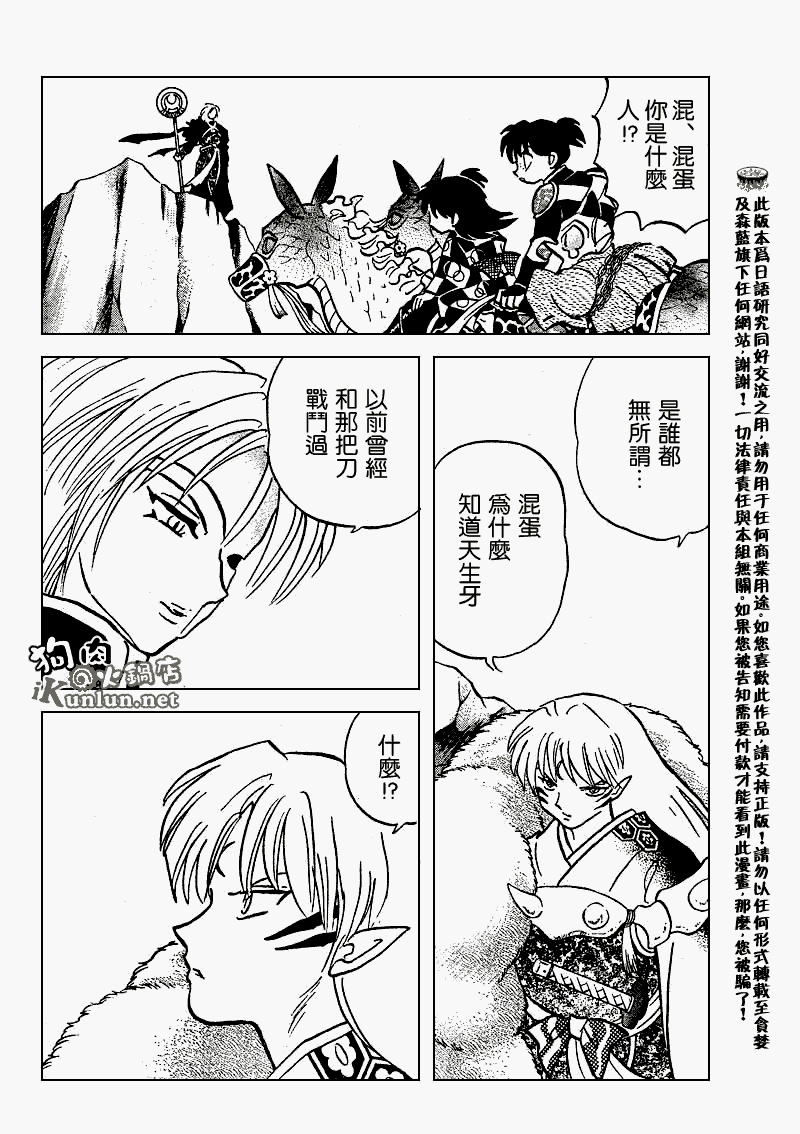 混、混蛋
你是什麼
人!?
是誰都
無所謂…
混蛋
為什麼
知道天生牙
以前曾經
和那把刀
戰鬥過
什麼!?
狗肉火鍋店
iKunlun.net
此版本為日語研究同好交流之用,請勿用于任何商業用途。如您喜歡此作品,請支持正版！請勿以任何形式轉載至貪婪
及森藍旗下任何網站,謝謝！一切法律責任與本組無關。如果您被告知需要付款才能看到此漫畫,那麼,您被騙了！